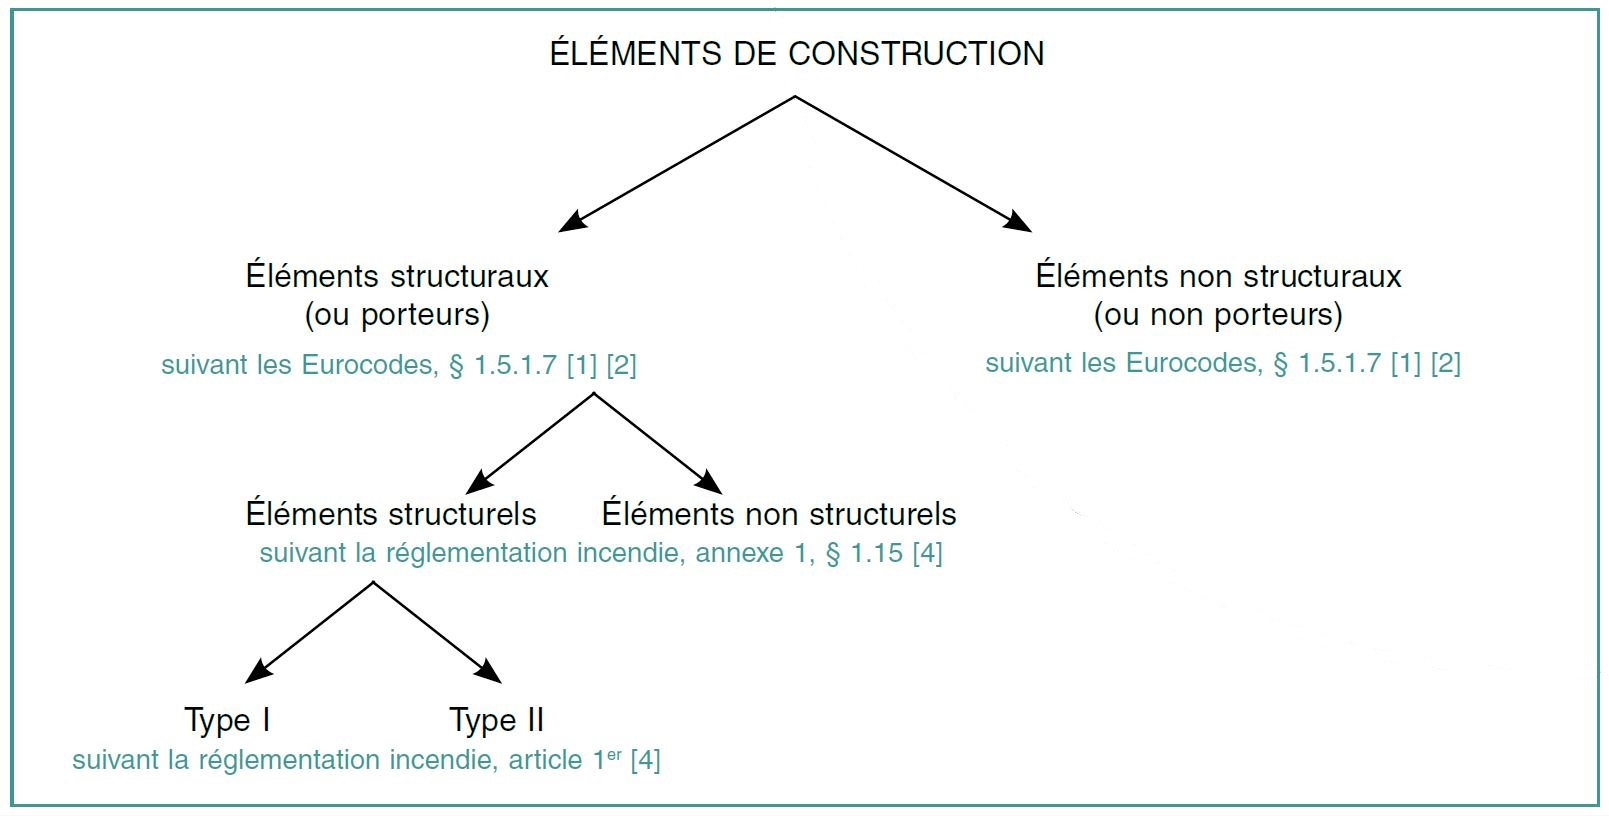 ÉLÉMENTS DE CONSTRUCTION
Éléments structuraux
(ou porteurs)
suivant les Eurocodes, § 1.5.1.7 [1] [2]
Éléments non structuraux
(ou non porteurs)
suivant les Eurocodes, § 1.5.1.7 [1] [2]
Éléments structurels
Éléments non structurels
suivant la réglementation incendie, annexe 1, § 1.15 [4]
Type I
Type II
suivant la réglementation incendie, article 1er [4]